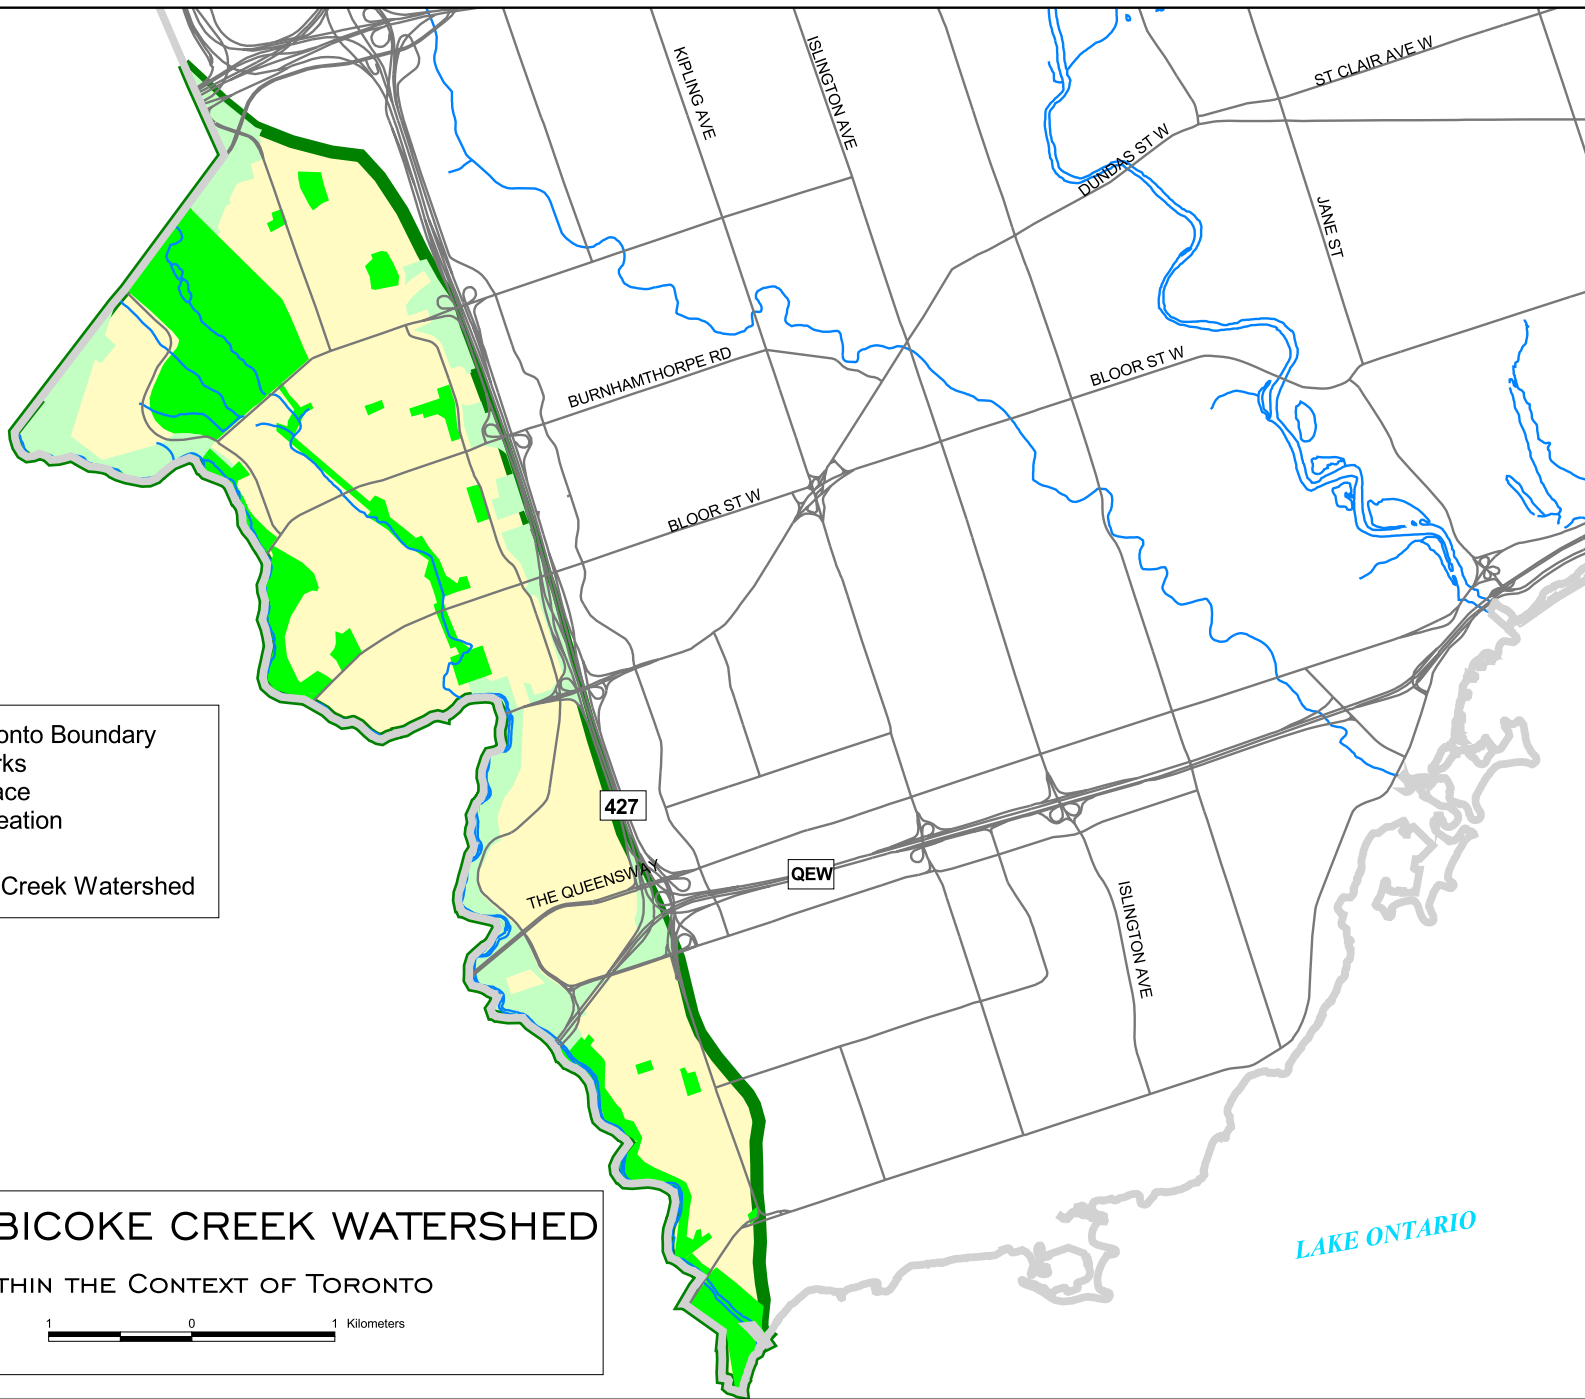 KIPLING AVE
ISLINGTON AVE
ST CLAIR AVE W
DUNDAS ST W
JANE ST
BURNHAMTHORPE RD
BLOOR ST W
BLOOR ST W
onto Boundary
rks
ace
eation
Creek Watershed
427
THE QUEENSWAY
QEW
ISLINGTON AVE
BICOKE CREEK WATERSHED
THIN THE CONTEXT OF TORONTO
1 0 1 Kilometers
LAKE ONTARIO